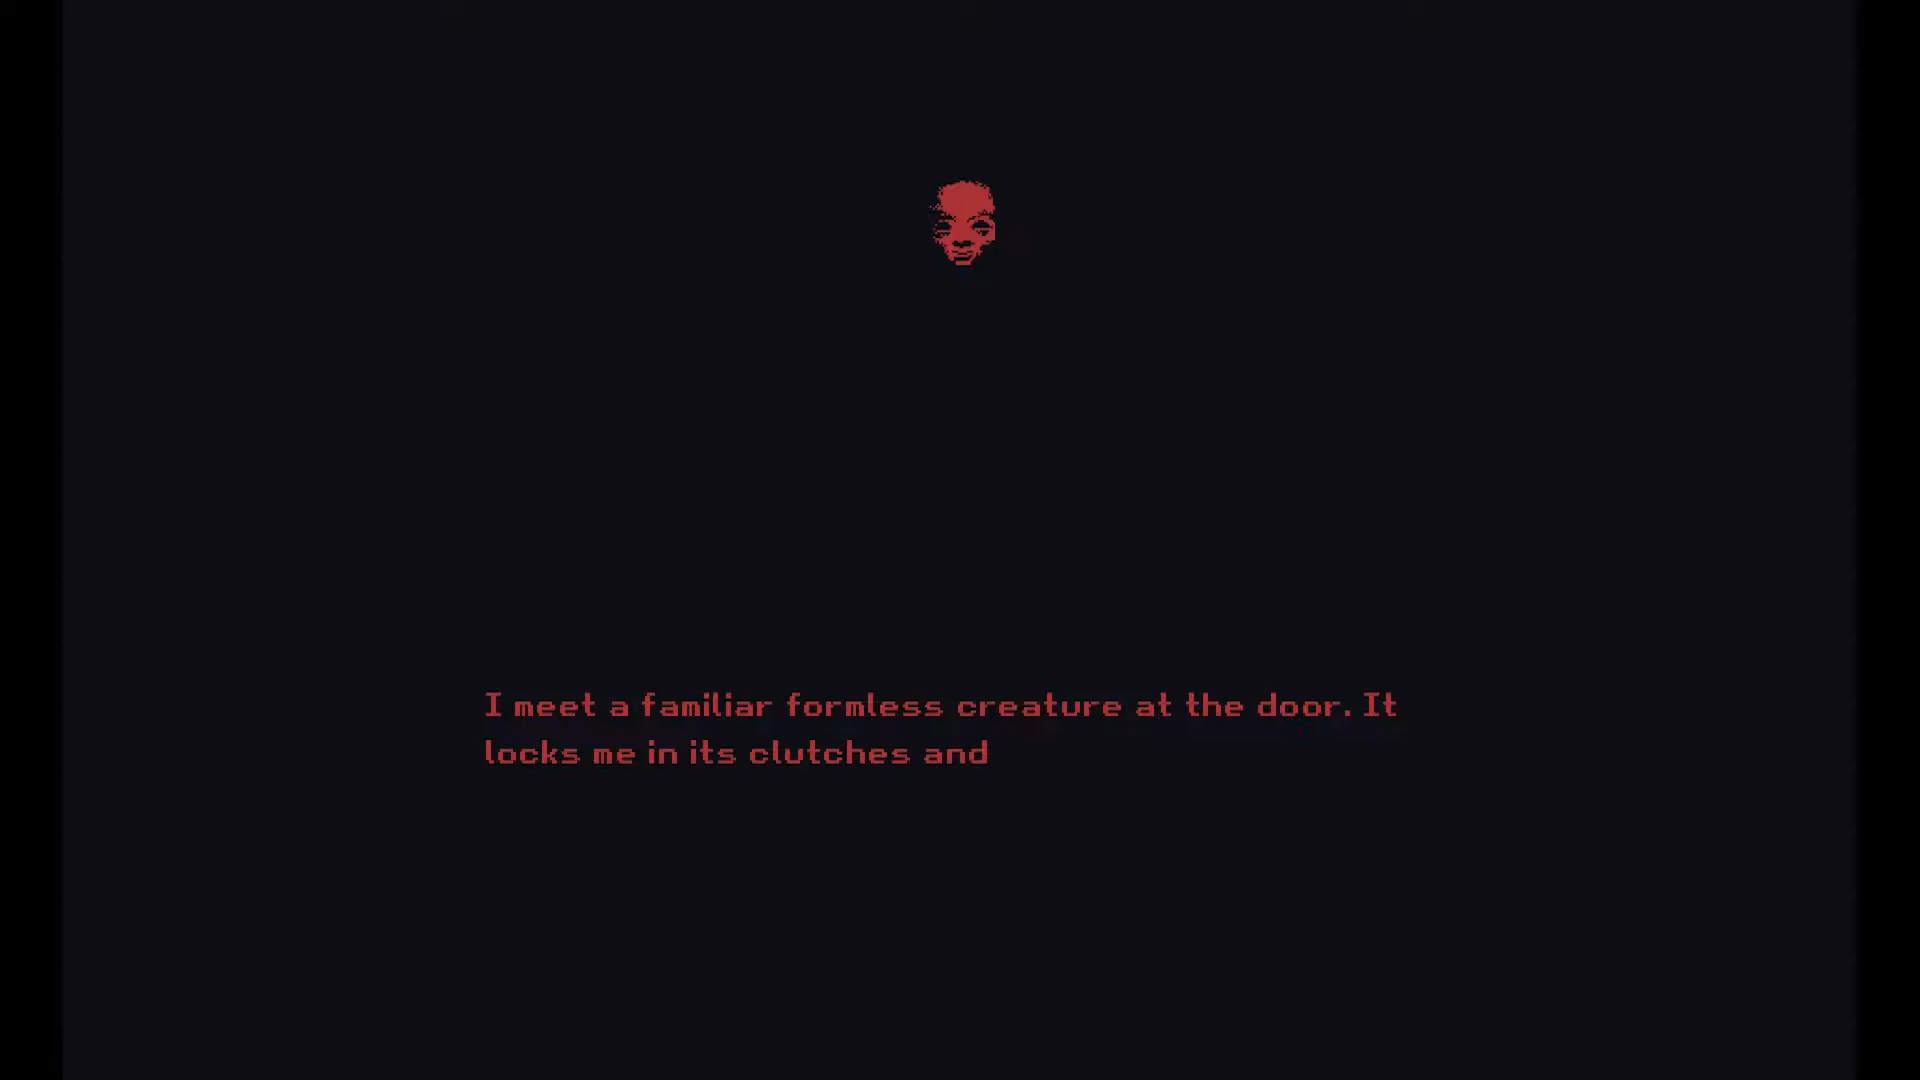 I meet a familiar formless creature at the door. It
locks me in its clutches and